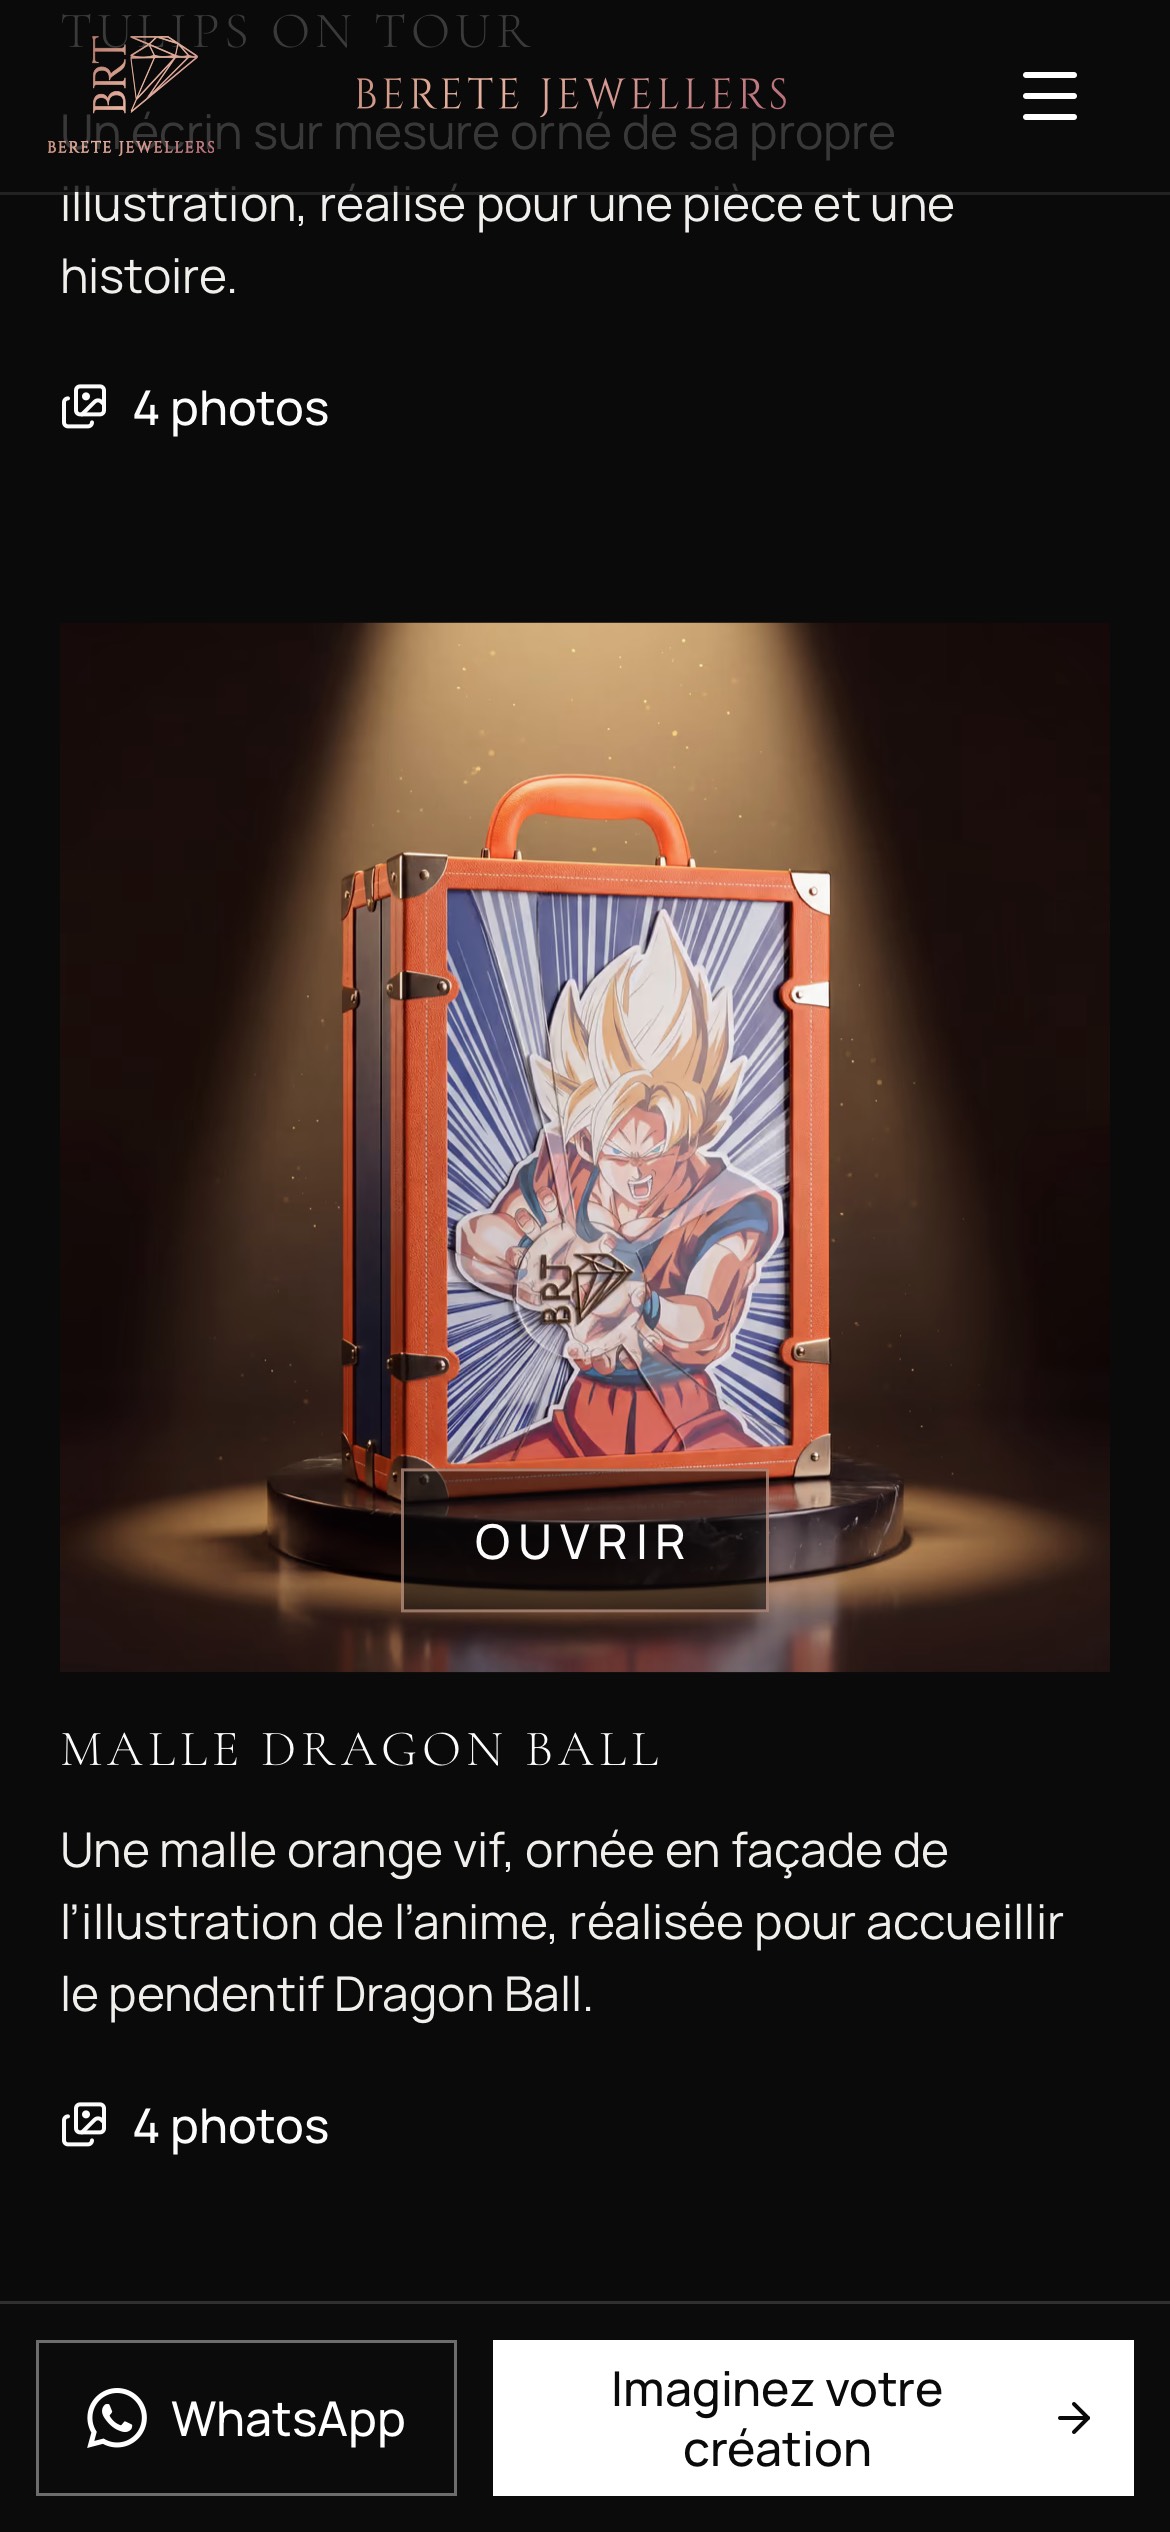 TULIPS ON TOUR
BRT
BERETE JEWELLERS
BERETE JEWELLERS
Un écrin sur mesure orné de sa propre
illustration, réalisé pour une pièce et une
histoire.
4 photos
BRT
OUVRIR
MALLE DRAGON BALL
Une malle orange vif, ornée en façade de
l’illustration de l’anime, réalisée pour accueillir
le pendentif Dragon Ball.
4 photos
WhatsApp
Imaginez votre
création